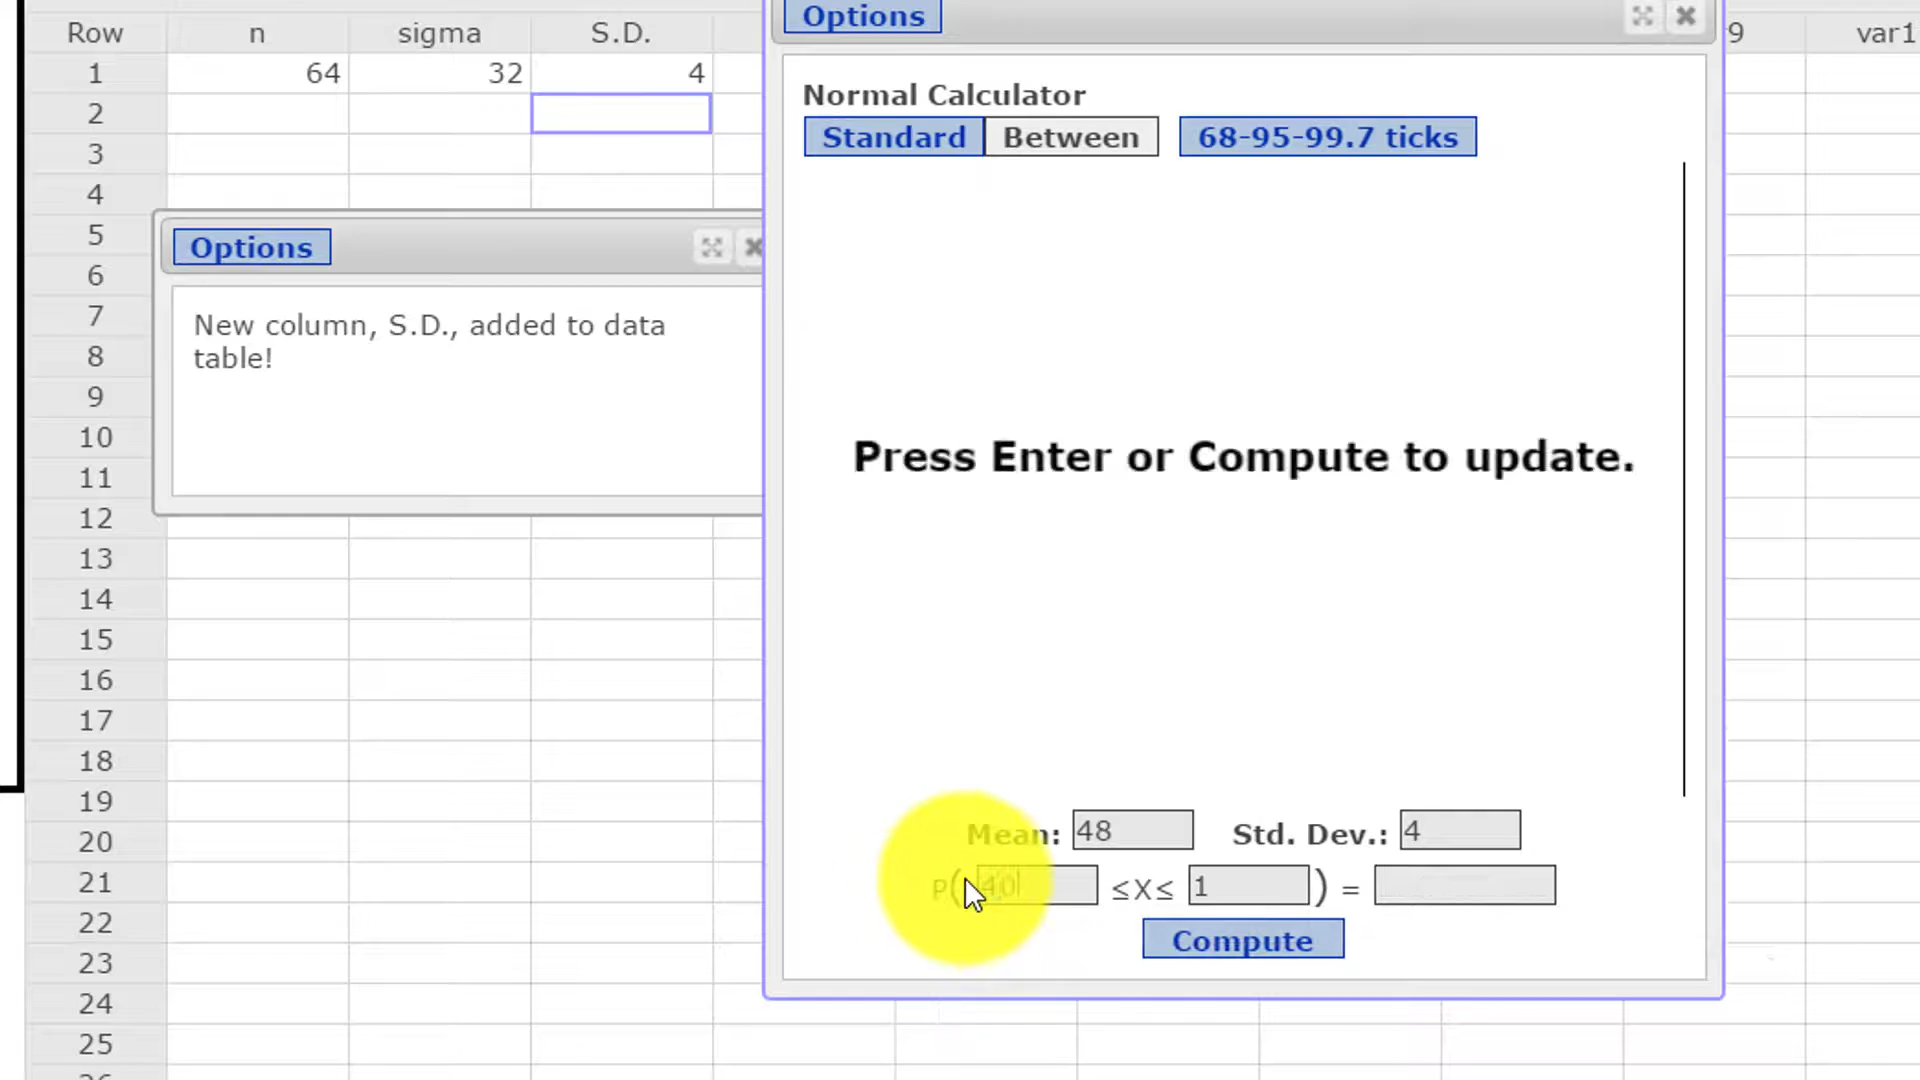 Row n sigma S.D. 9 var1
1 64 32 4
2
3
4
5
6
7
8
9
10
11
12
13
14
15
16
17
18
19
20
21
22
23
24
25
Options
New column, S.D., added to data
table!
Options
Normal Calculator
Standard Between 68-95-99.7 ticks
Press Enter or Compute to update.
Mean: 48 Std. Dev.: 4
P( 40 ≤X≤ 1 ) =
Compute